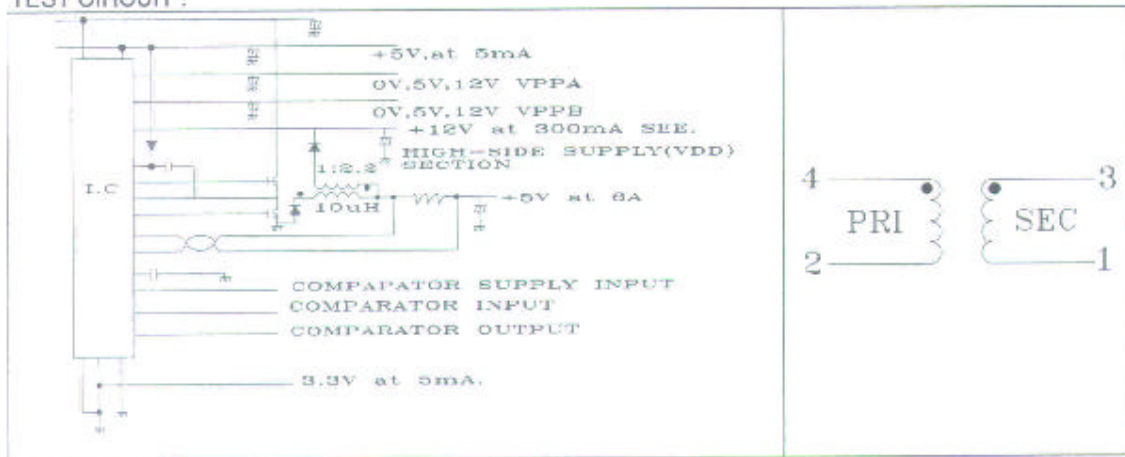 TEST CIRCUIT :
+5V,at 5mA
0V,5V,12V VPPA
0V,5V,12V VPPB
+12V at 300mA SEE.
HIGH-SIDE SUPPLY(VDD)
SECTION
1:2.2
I.C
10uH
+5V at 6A
COMPAPATOR SUPPLY INPUT
COMPARATOR INPUT
COMPARATOR OUTPUT
3.3V at 5mA.
4
3
PRI
SEC
2
1